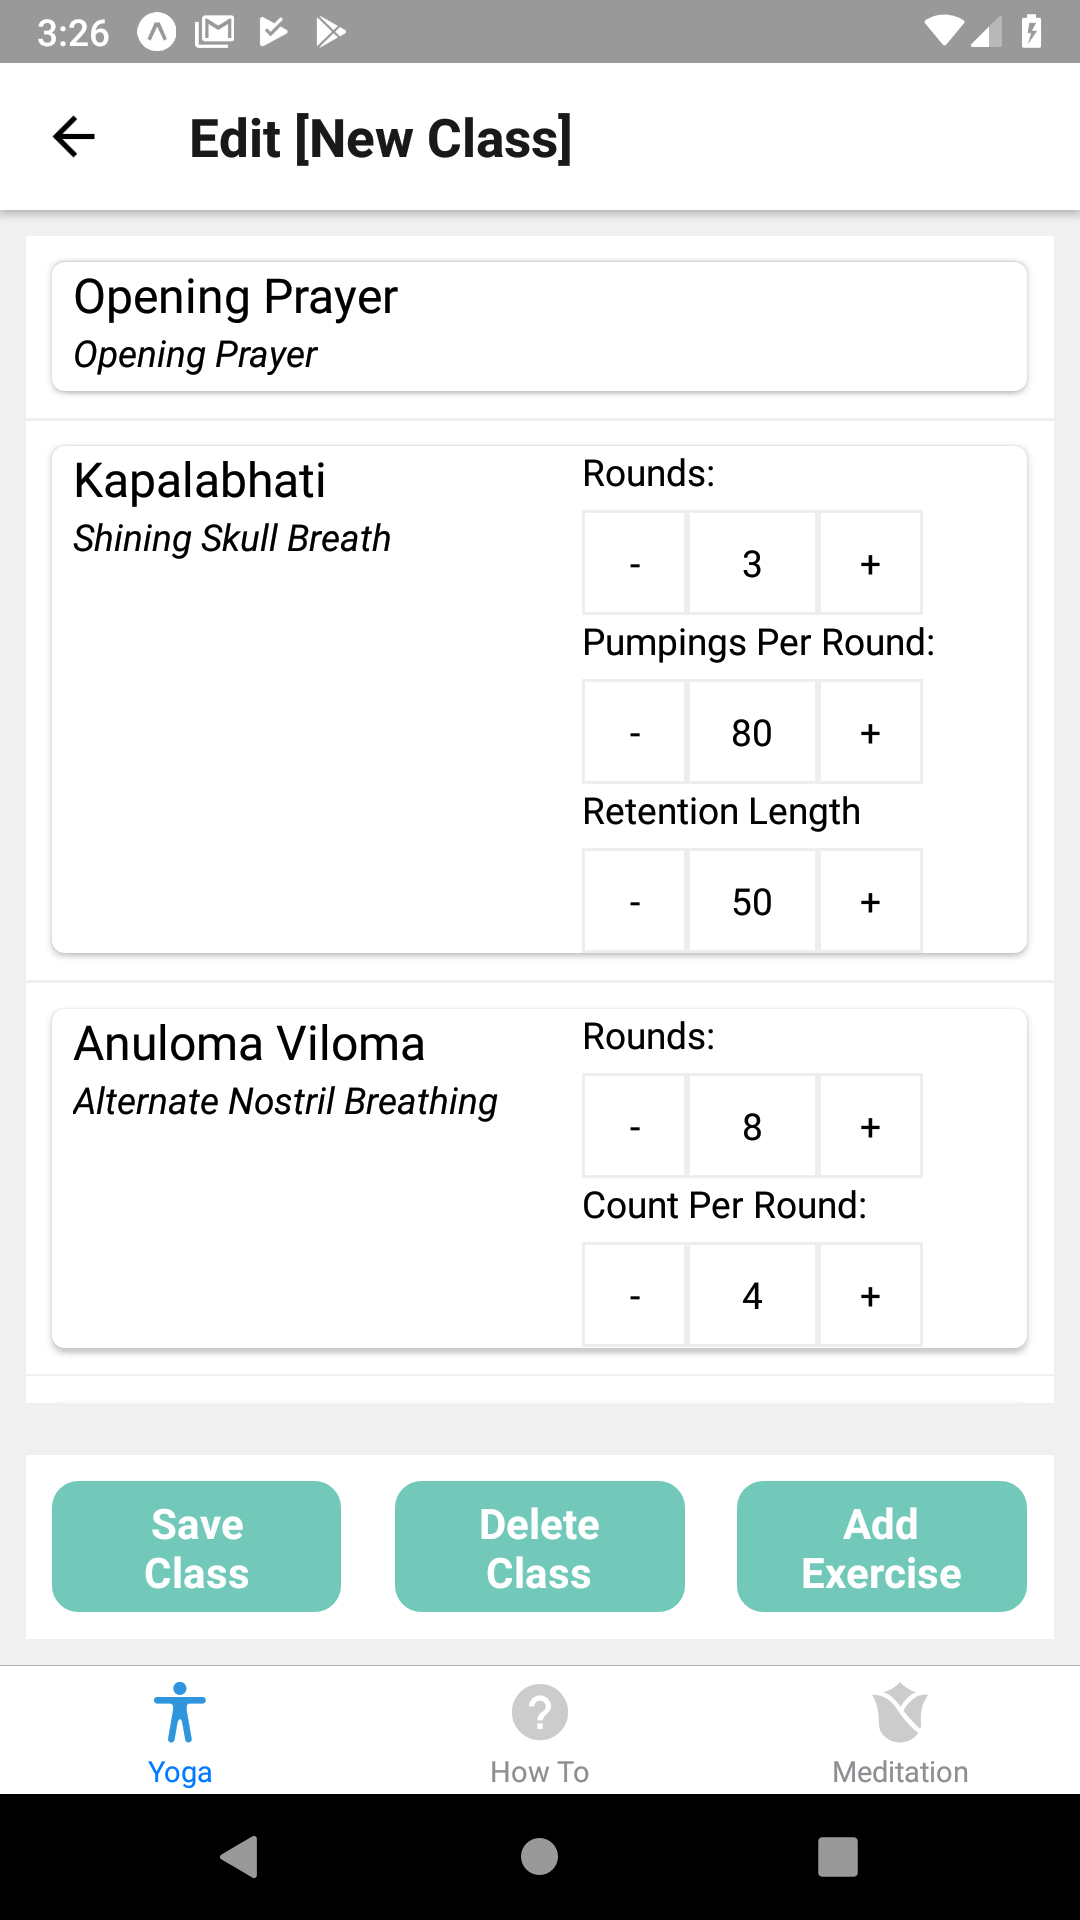 3:26
Edit [New Class]
Opening Prayer
Opening Prayer
Kapalabhati
Shining Skull Breath
Rounds:
- 3 +
Pumpings Per Round:
- 80 +
Retention Length
- 50 +
Anuloma Viloma
Alternate Nostril Breathing
Rounds:
- 8 +
Count Per Round:
- 4 +
Save
Class
Delete
Class
Add
Exercise
Yoga
How To
Meditation